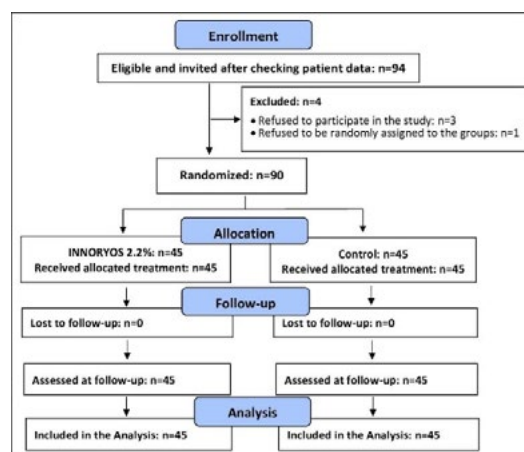 Enrollment
Eligible and invited after checking patient data: n=94
Excluded: n=4
• Refused to participate in the study: n=3
• Refused to be randomly assigned to the groups: n=1
Randomized: n=90
Allocation
INNORYOS 2.2%: n=45
Received allocated treatment: n=45
Control: n=45
Received allocated treatment: n=45
Follow-up
Lost to follow-up: n=0
Lost to follow-up: n=0
Assessed at follow-up: n=45
Assessed at follow-up: n=45
Analysis
Included in the Analysis: n=45
Included in the Analysis: n=45